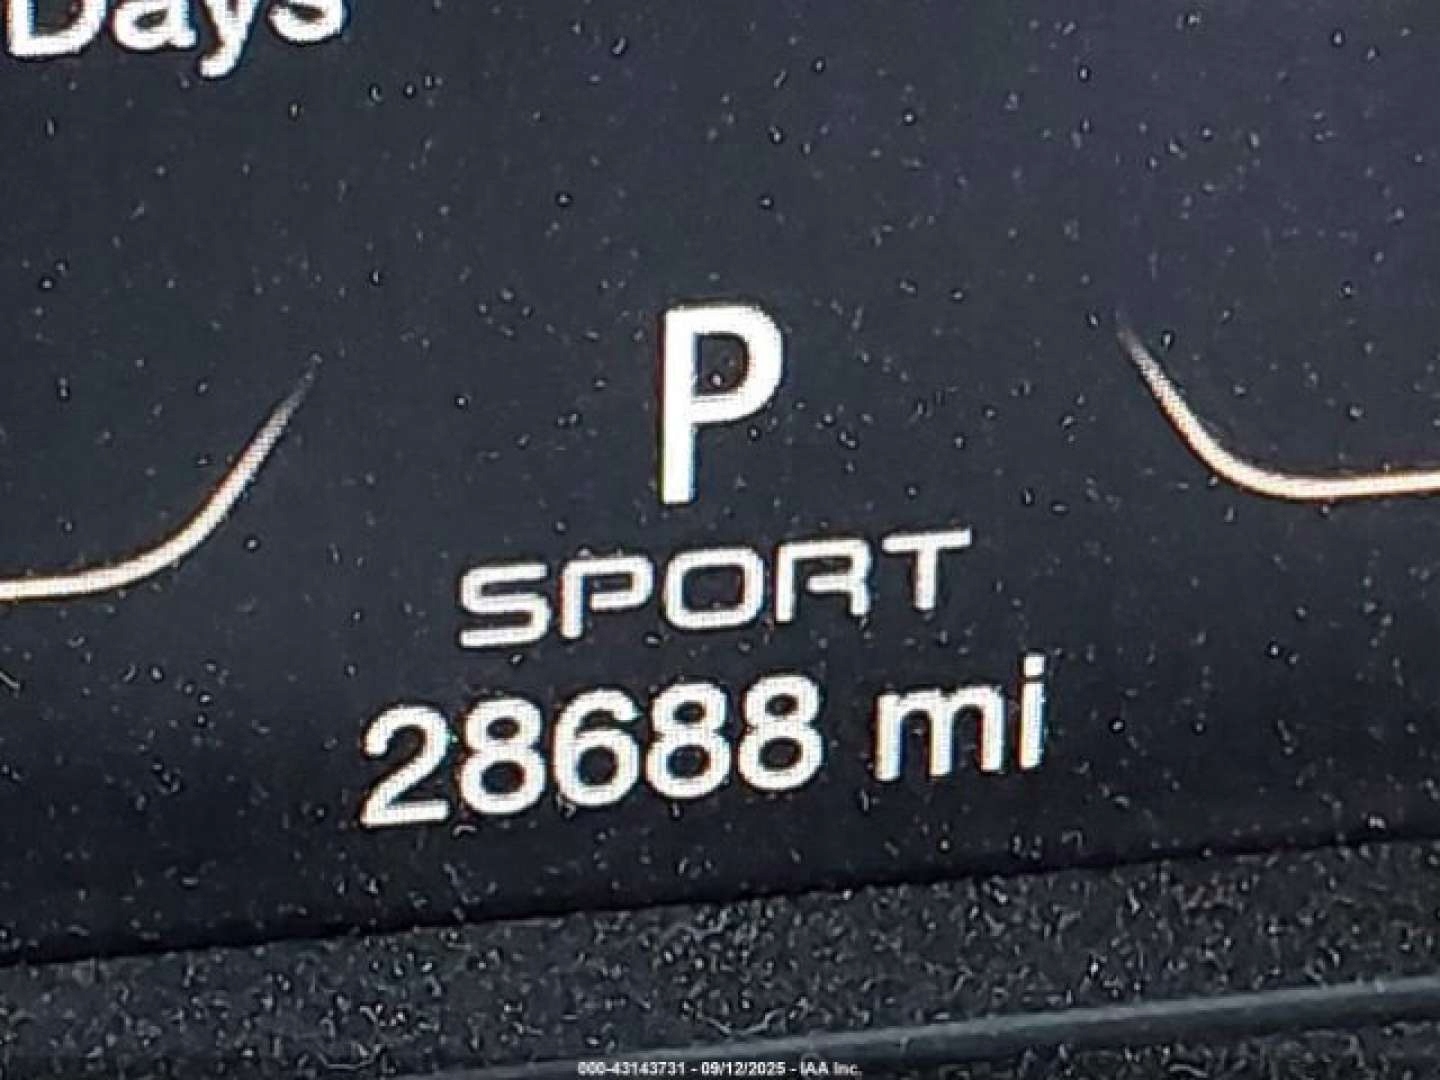 Days
P
SPORT
28688 mi
000-43143731 - 09/12/2025 - IAA Inc.